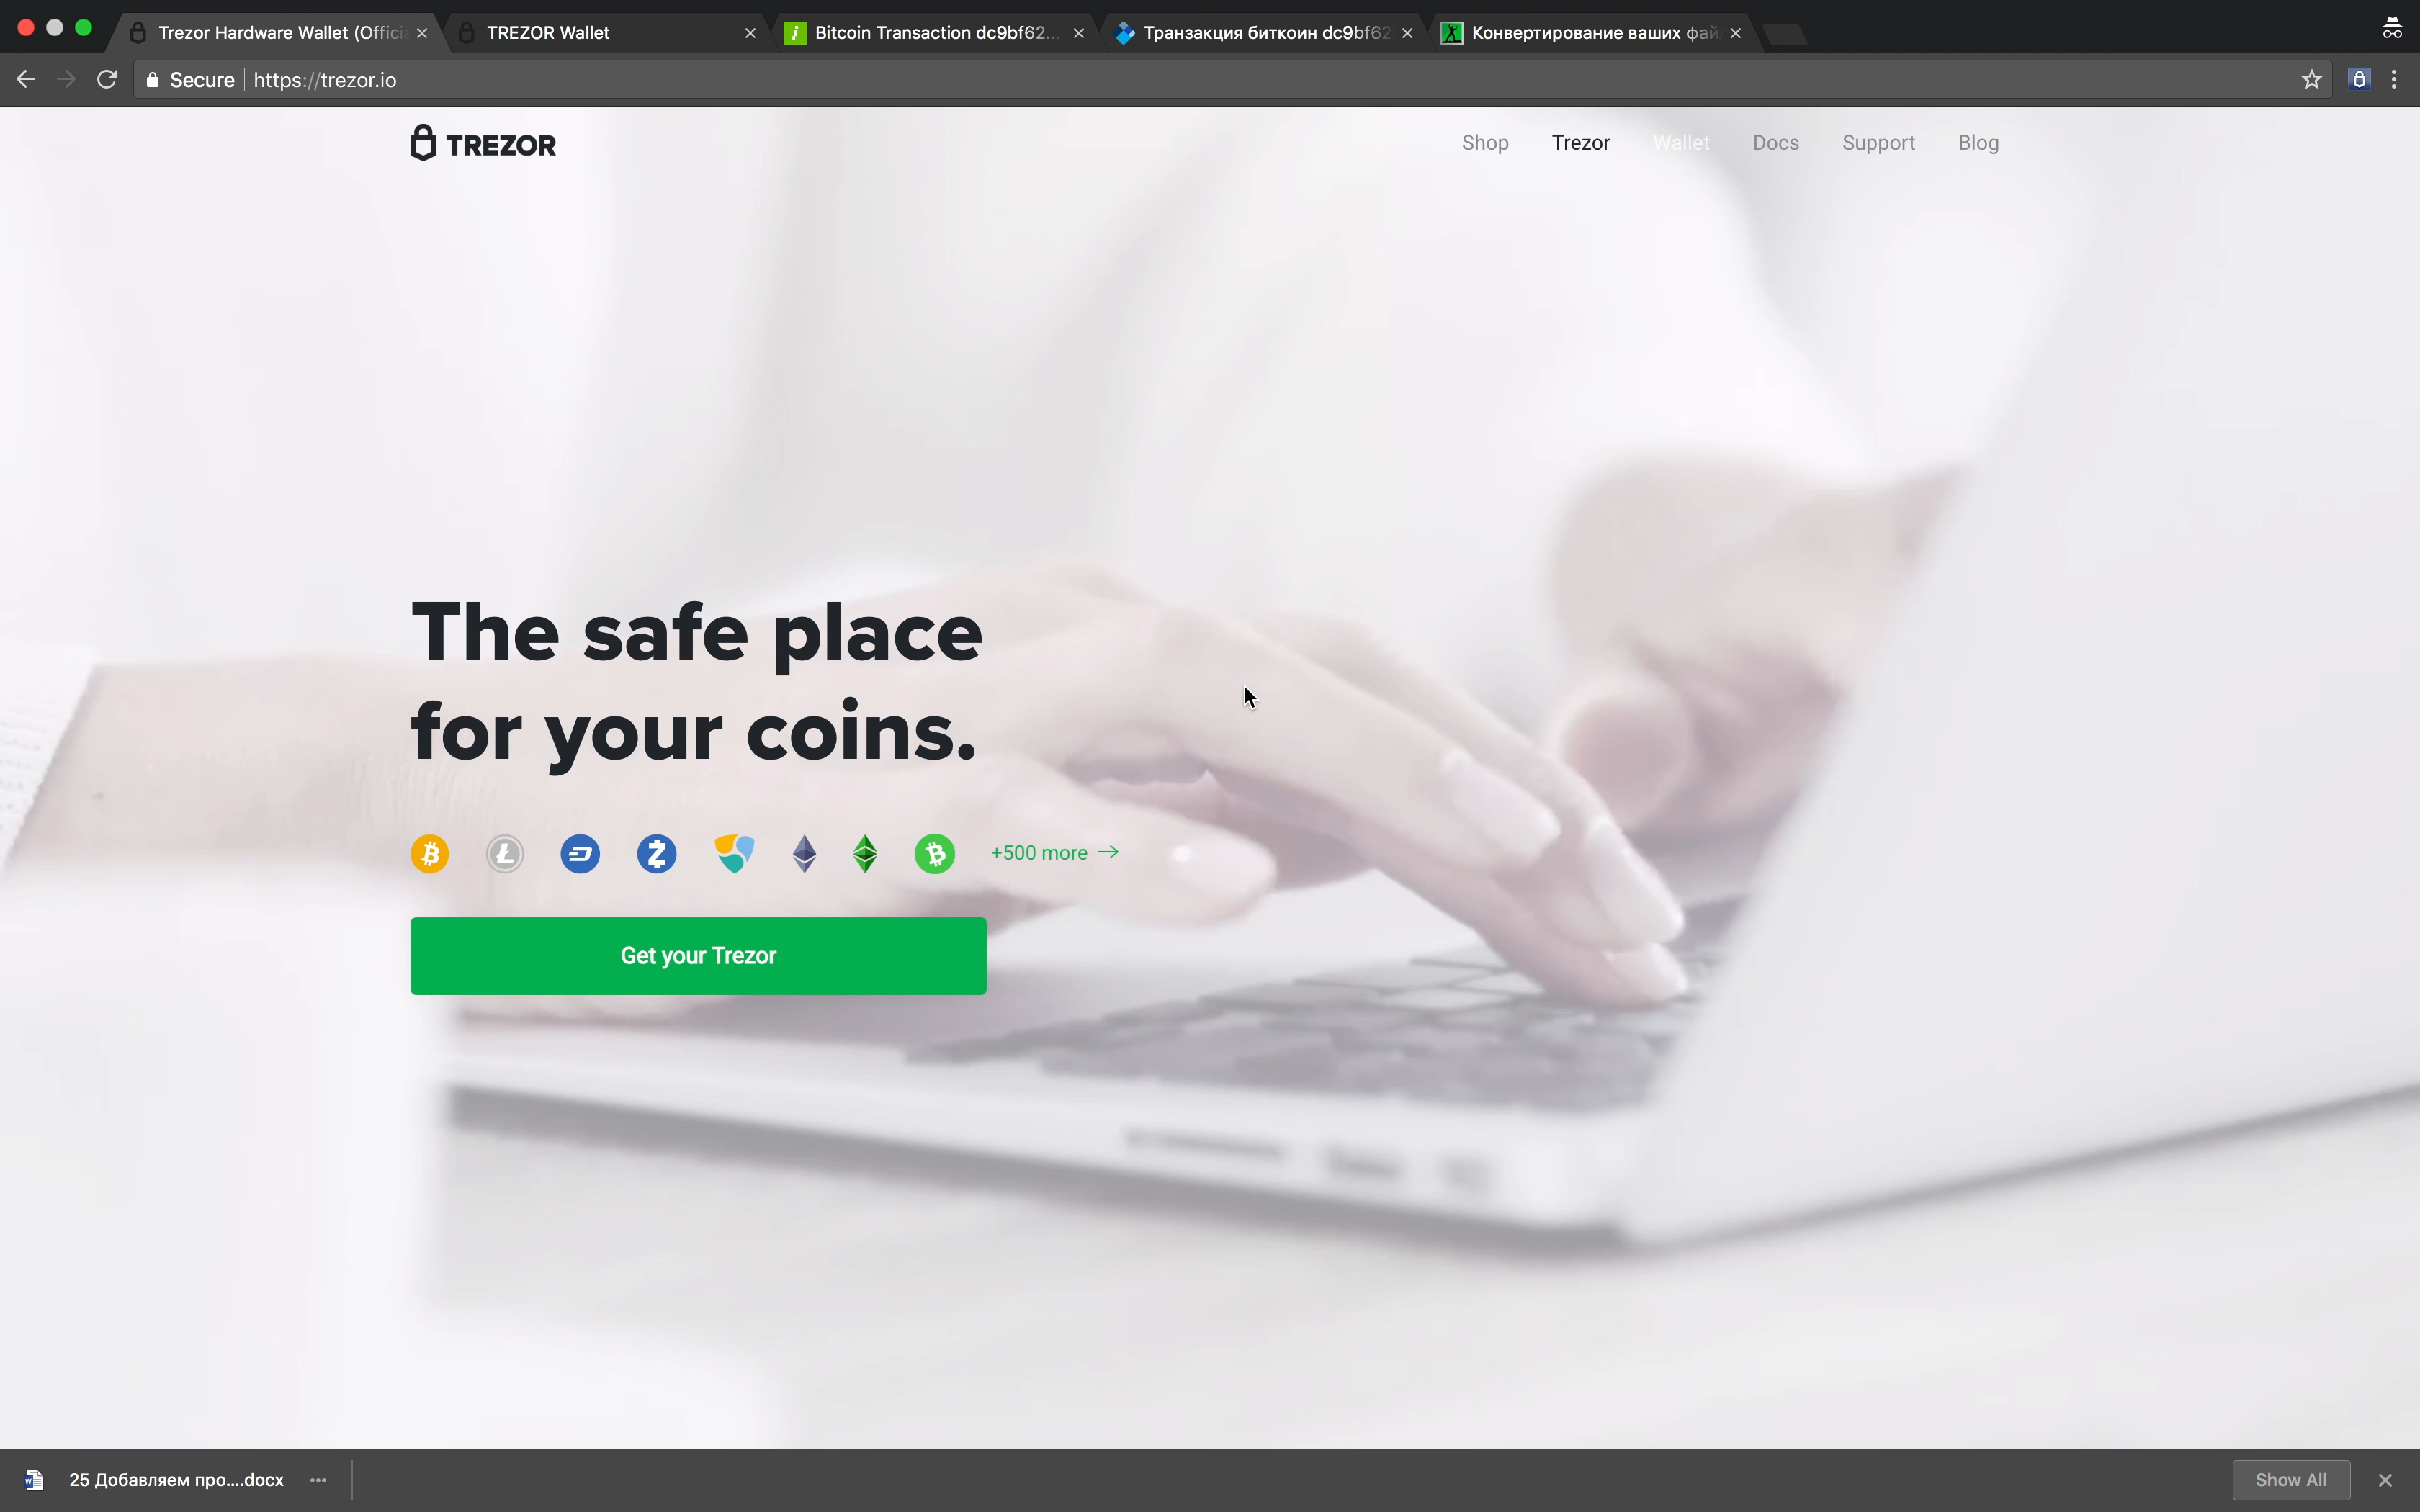 Trezor Hardware Wallet (Offici
TREZOR Wallet
Bitcoin Transaction dc9bf62...
Транзакция биткоин dc9bf62
Конвертирование ваших фай
Secure
https://trezor.io
TREZOR
Shop
Trezor
Wallet
Docs
Support
Blog
The safe place
for your coins.
+500 more →
Get your Trezor
25 Добавляем про....docx
Show All